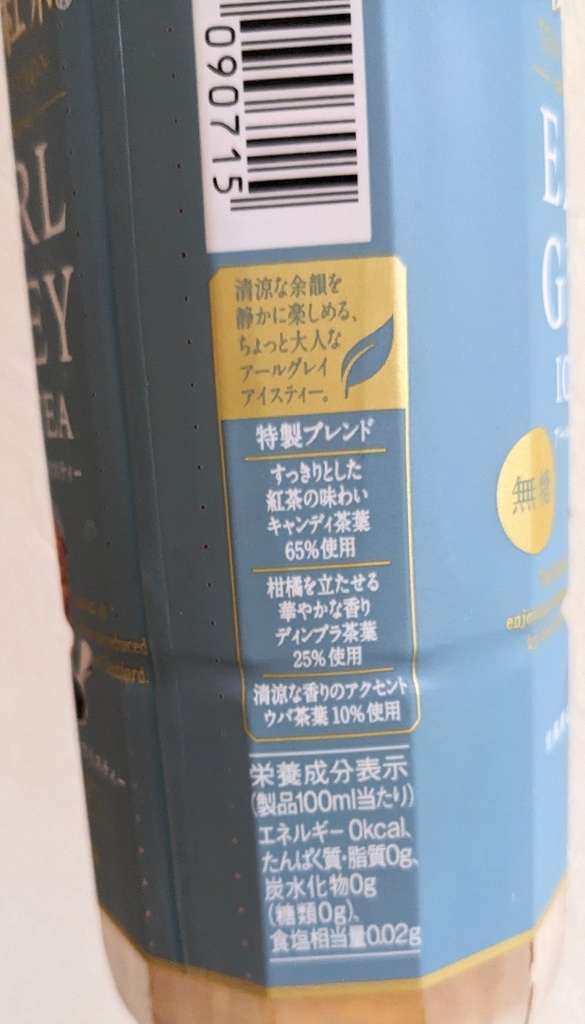 090715
清涼な余韻を
静かに楽しめる、
ちょっと大人な
アールグレイ
アイスティー。
特製ブレンド
すっきりとした
紅茶の味わい
キャンディ茶葉
65%使用
柑橘を立たせる
華やかな香り
ディンブラ茶葉
25%使用
清涼な香りのアクセント
ウバ茶葉10%使用
栄養成分表示
(製品100ml当たり)
エネルギー0kcal、
たんぱく質・脂質0g、
炭水化物0g
(糖類0g)、
食塩相当量0.02g
RL
EY
EA
E
G
IC
無糖